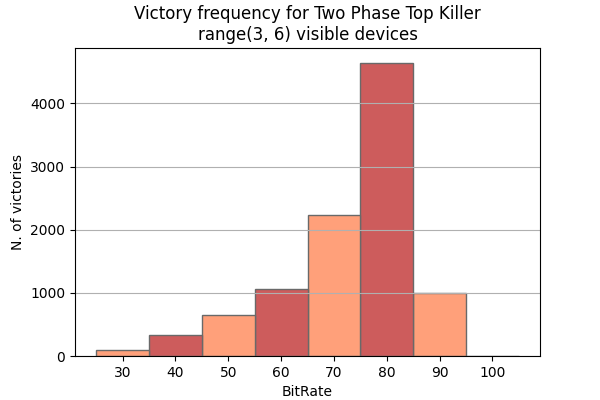 Victory frequency for Two Phase Top Killer
range(3, 6) visible devices
N. of victories
4000
3000
2000
1000
0
30 40 50 60 70 80 90 100
BitRate